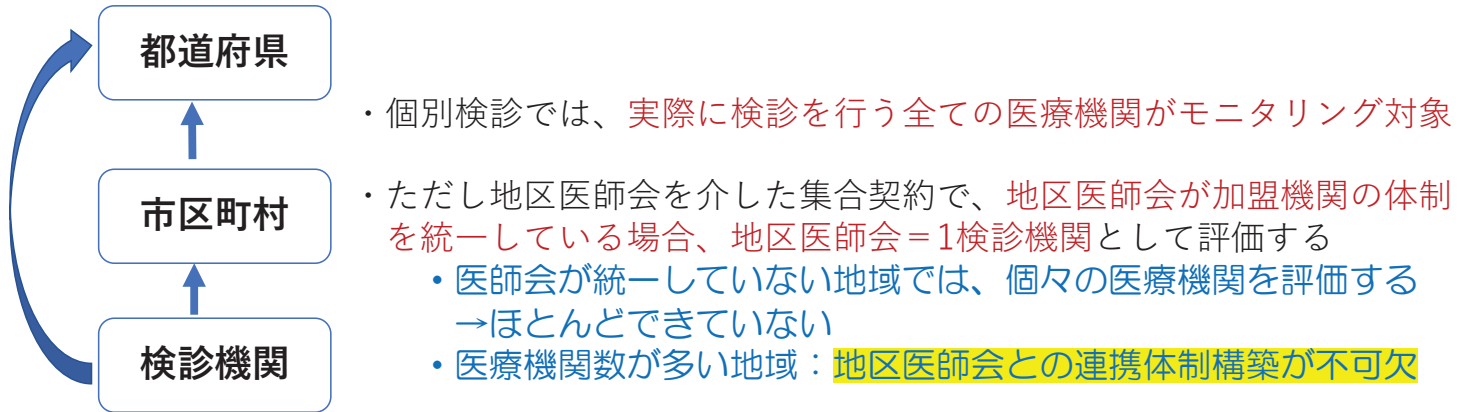 都道府県
市区町村
検診機関
・個別検診では、実際に検診を行う全ての医療機関がモニタリング対象
・ただし地区医師会を介した集合契約で、地区医師会が加盟機関の体制
を統一している場合、地区医師会＝1検診機関として評価する
・医師会が統一していない地域では、個々の医療機関を評価する
→ほとんどできていない
・医療機関数が多い地域：地区医師会との連携体制構築が不可欠